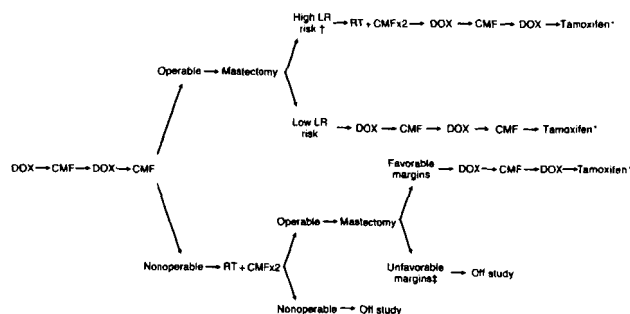 High LR
risk † → RT + CMFx2 → DOX → CMF → DOX → Tamoxifen*
Operable → Mastectomy
Low LR
risk → DOX → CMF → DOX → CMF → Tamoxifen*
DOX → CMF → DOX → CMF
Favorable
margins → DOX → CMF → DOX → Tamoxifen*
Operable → Mastectomy
Nonoperable → RT + CMFx2
Unfavorable
margins‡ → Off study
Nonoperable → Off study